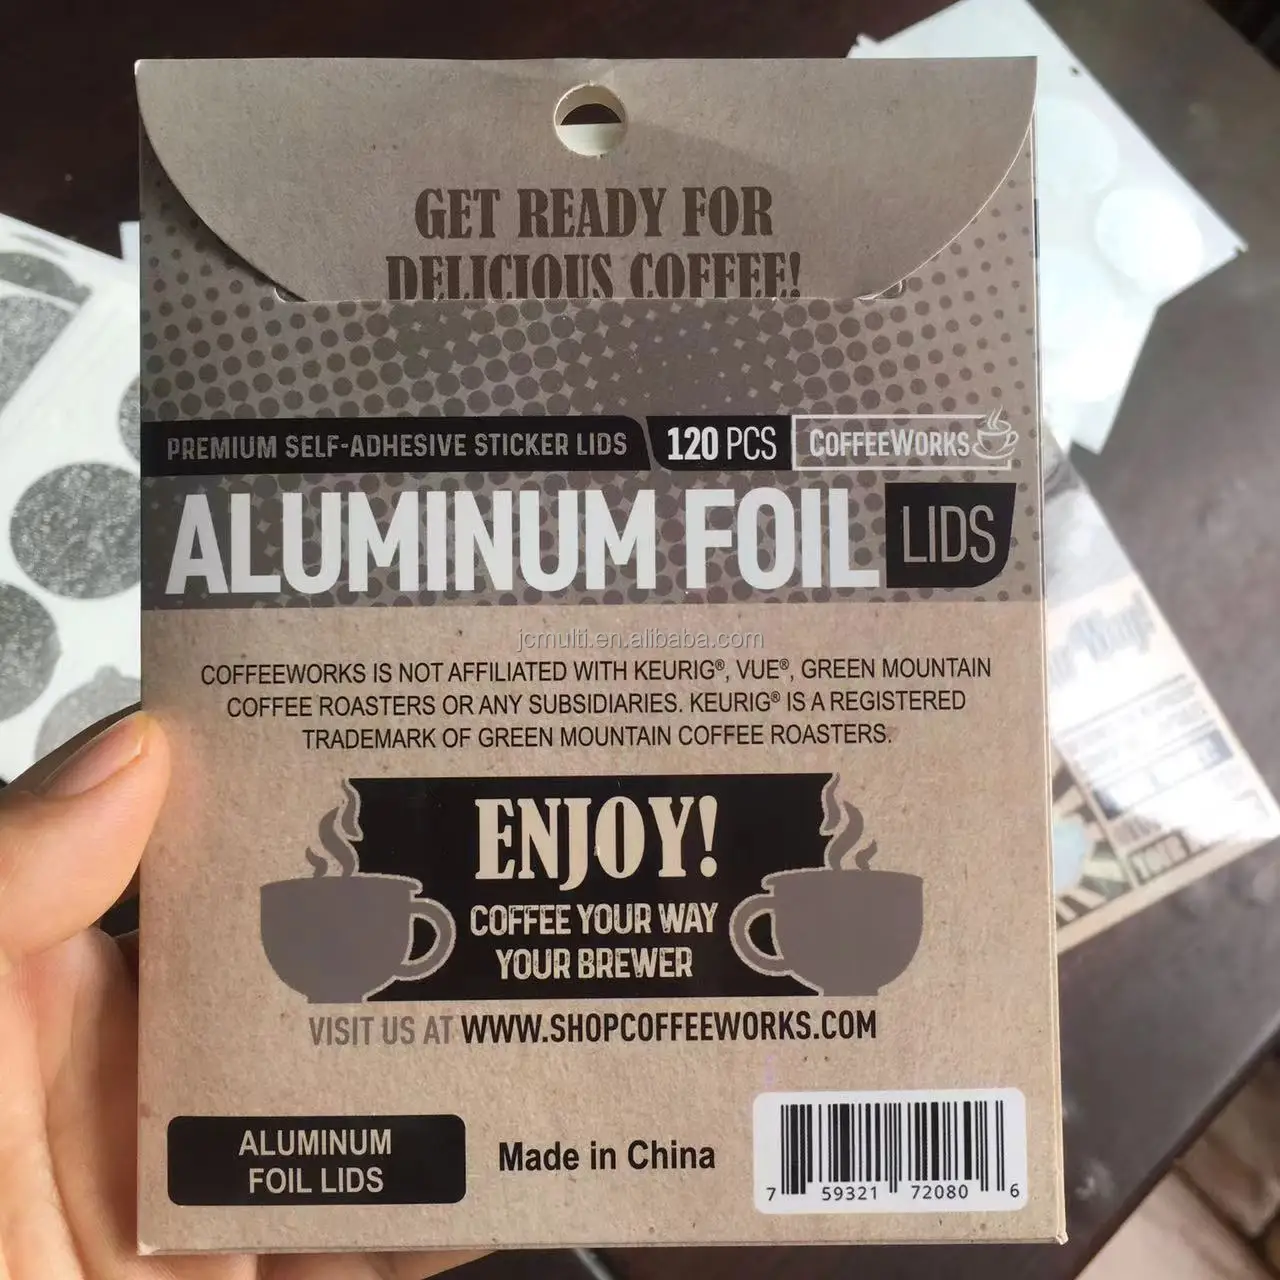 GET READY FOR
DELICIOUS COFFEE!
PREMIUM SELF-ADHESIVE STICKER LIDS 120 PCS COFFEEWORKS
ALUMINUM FOIL LIDS
jcmulti.en.alibaba.com
COFFEEWORKS IS NOT AFFILIATED WITH KEURIG®, VUE®, GREEN MOUNTAIN
COFFEE ROASTERS OR ANY SUBSIDIARIES. KEURIG® IS A REGISTERED
TRADEMARK OF GREEN MOUNTAIN COFFEE ROASTERS.
ENJOY!
COFFEE YOUR WAY
YOUR BREWER
VISIT US AT WWW.SHOPCOFFEEWORKS.COM
ALUMINUM
FOIL LIDS
Made in China
7 59321 72080 6